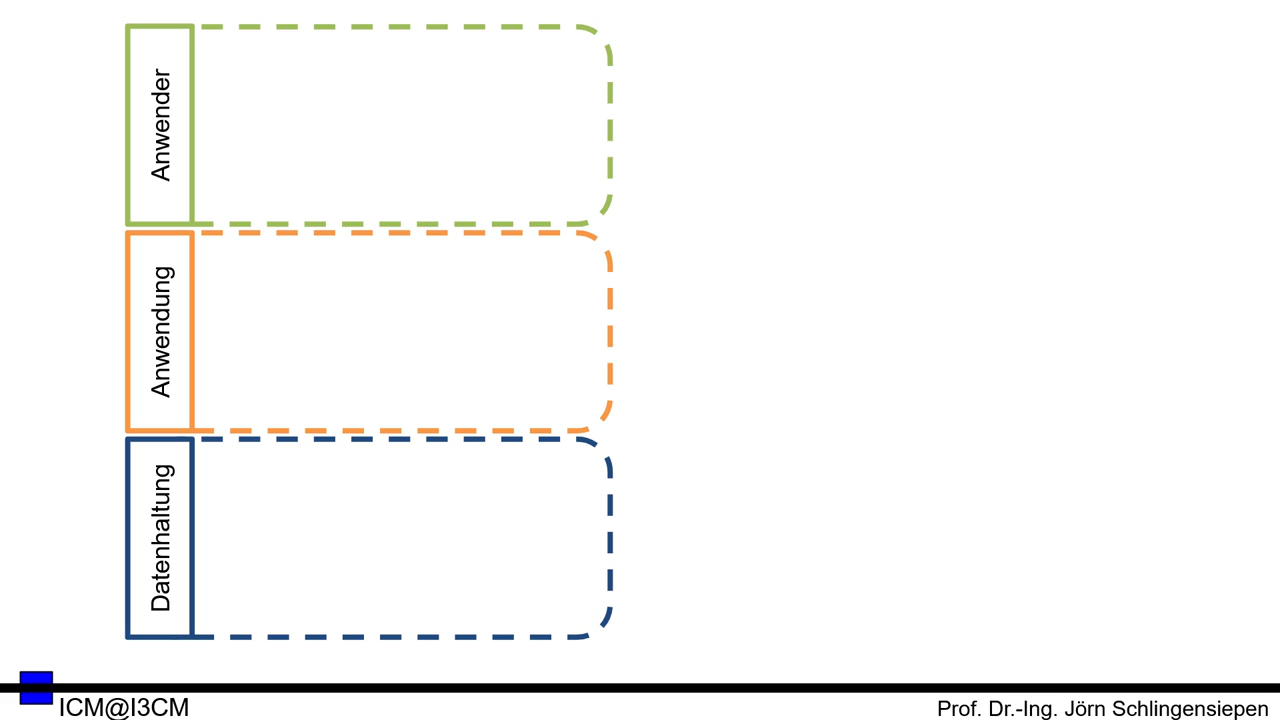 Anwender
Anwendung
Datenhaltung
ICM@I3CM
Prof. Dr.-Ing. Jörn Schlingensiepen